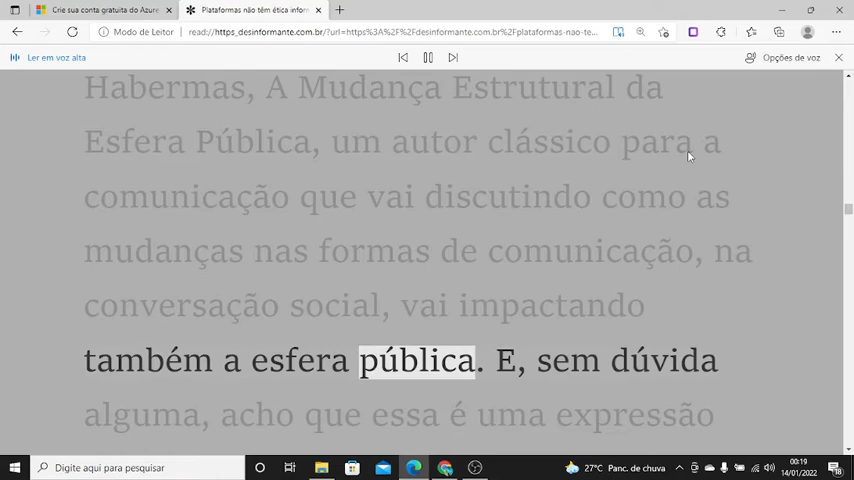 Crie sua conta gratuita do Azure
Plataformas não têm ética inform
Modo de Leitor
read://https_desinformante.com.br/?url=https%3A%2F%2Fdesinformante.com.br%2Fplataformas-nao-te...
Ler em voz alta
Opções de voz
Habermas, A Mudança Estrutural da
Esfera Pública, um autor clássico para a
comunicação que vai discutindo como as
mudanças nas formas de comunicação, na
conversação social, vai impactando
também a esfera pública. E, sem dúvida
alguma, acho que essa é uma expressão
Digite aqui para pesquisar
27°C Panc. de chuva
00:19
14/01/2022
18